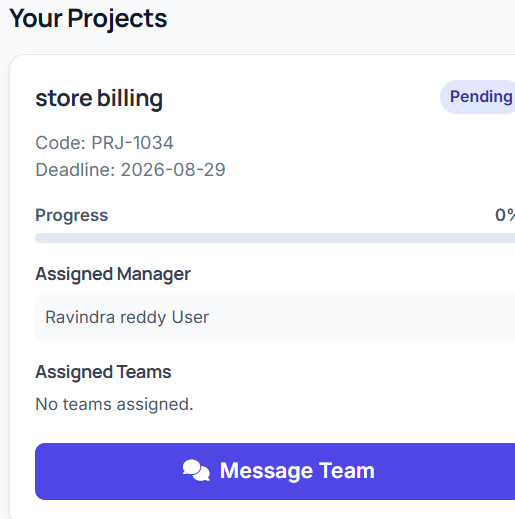 Your Projects
store billing
Pending
Code: PRJ-1034
Deadline: 2026-08-29
Progress
0%
Assigned Manager
Ravindra reddy User
Assigned Teams
No teams assigned.
Message Team